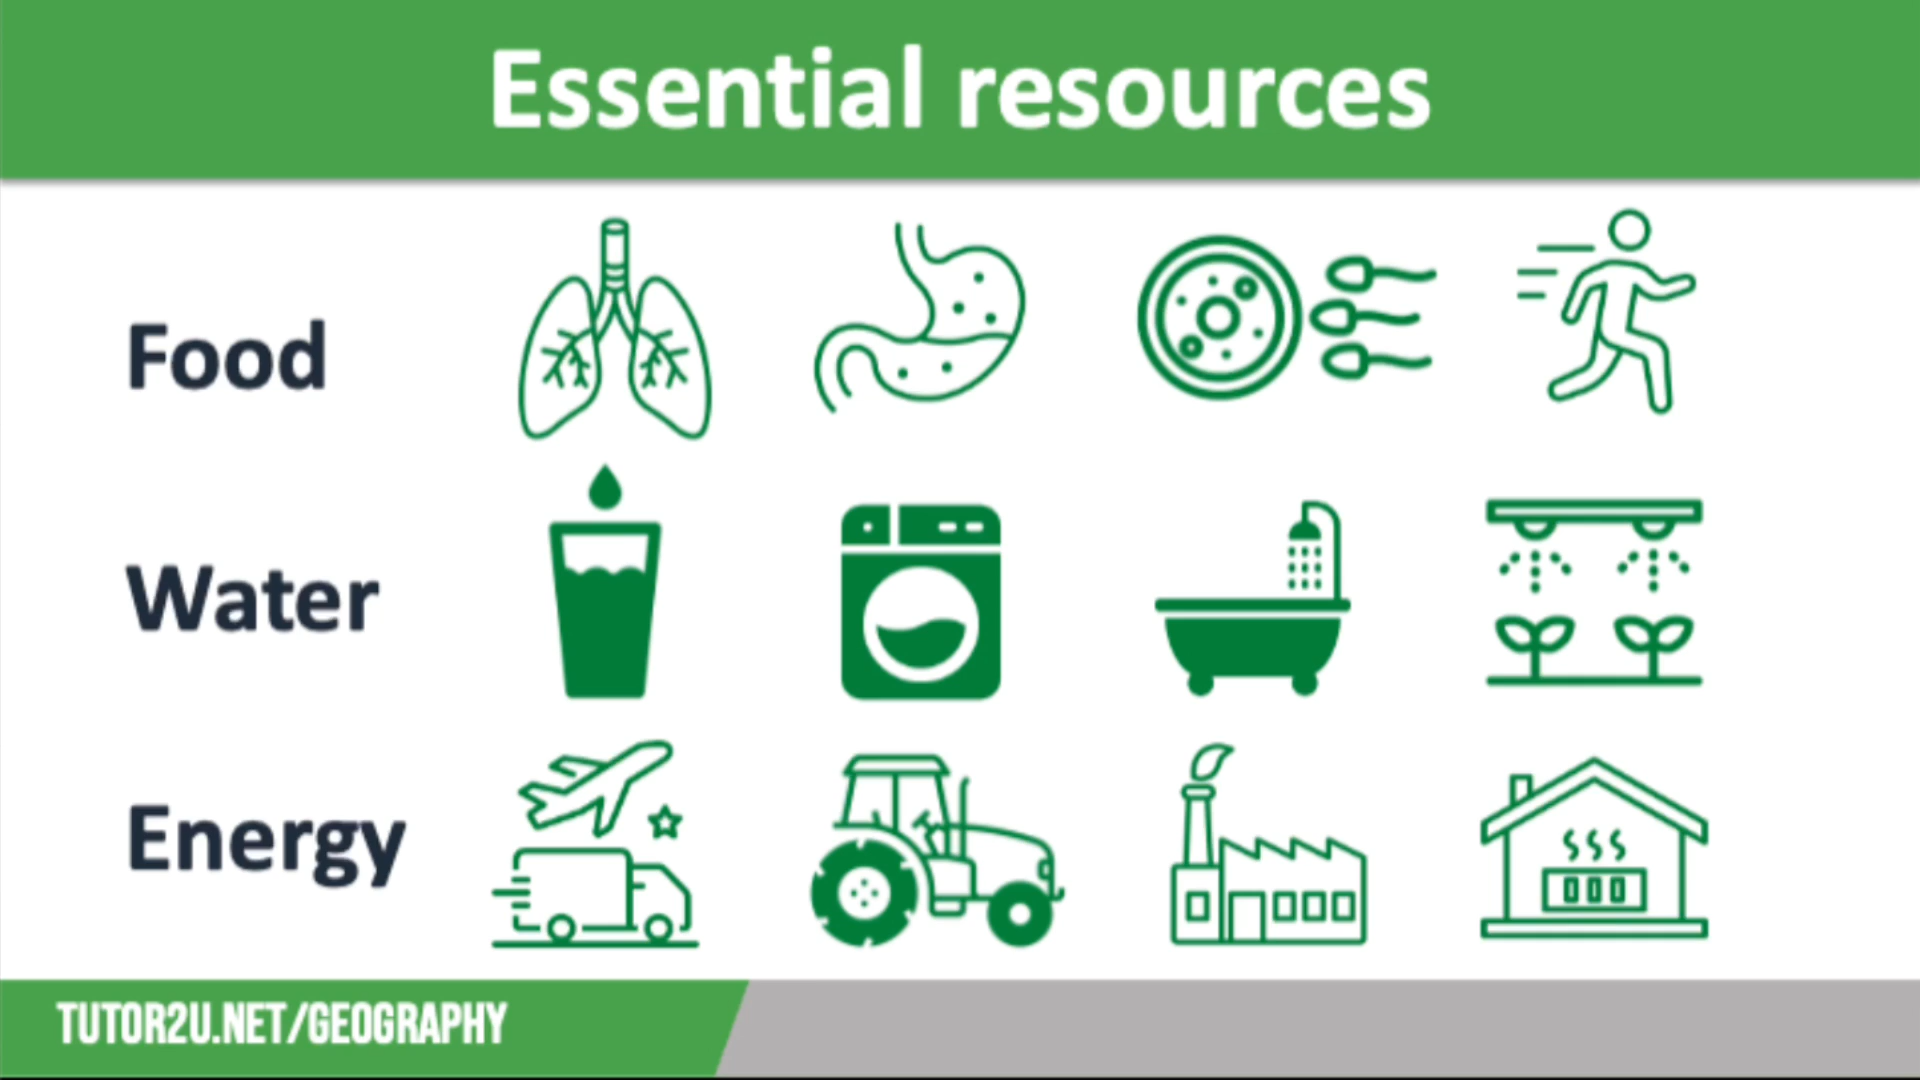 Essential resources
Food
Water
Energy
TUTOR2U.NET/GEOGRAPHY